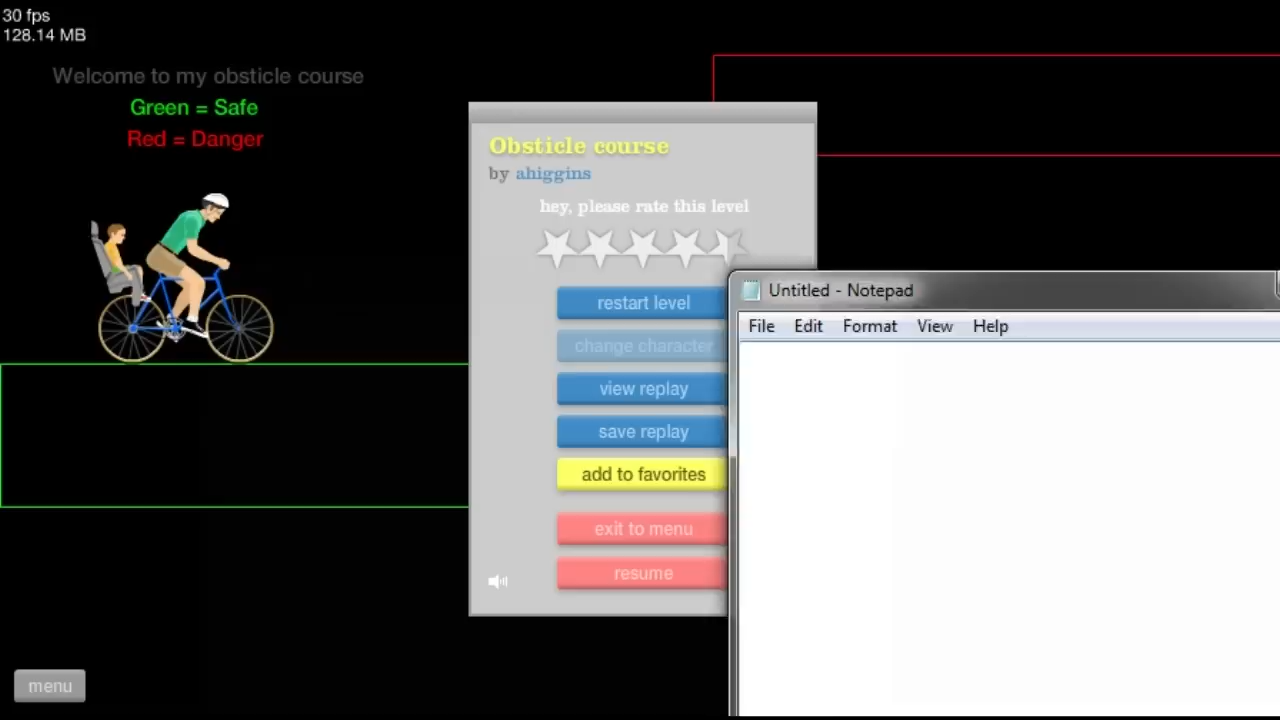 30 fps
128.14 MB
Welcome to my obsticle course
Green = Safe
Red = Danger
Obsticle course
by ahiggins
hey, please rate this level
restart level
change character
view replay
save replay
add to favorites
exit to menu
resume
menu
Untitled - Notepad
File Edit Format View Help